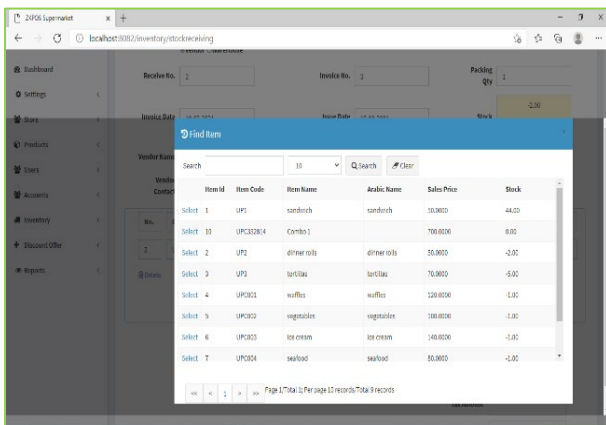 2XPOS Supermarket
localhost:8082/inventory/stockreceiving
Dashboard
Settings
Store
Products
Users
Accounts
Inventory
Discount Offer
Reports
Receive No. 1 Invoice No. 1 Packing Qty 1
-1.00
Invoice Date Issue Date Stock
Vendor Name
Contact
No.
Delete
Find Item
Search 10 Search Clear
Item Id Item Code Item Name Arabic Name Sales Price Stock
Select 1 UP1 sandwich sandwich 50.0000 44.00
Select 10 UPC332614 Combo 1 700.0000 0.00
Select 2 UP2 dinner rolls dinner rolls 50.0000 -2.00
Select 3 UP3 tortillas tortillas 70.0000 -5.00
Select 4 UPC001 waffles waffles 120.0000 -1.00
Select 5 UPC002 vegetables vegetables 100.0000 -1.00
Select 6 UPC003 ice cream ice cream 140.0000 -1.00
Select 7 UPC004 seafood seafood 50.0000 -1.00
<< < 1 > >> Page 1/Total 1; Per page 10 records/Total 9 records